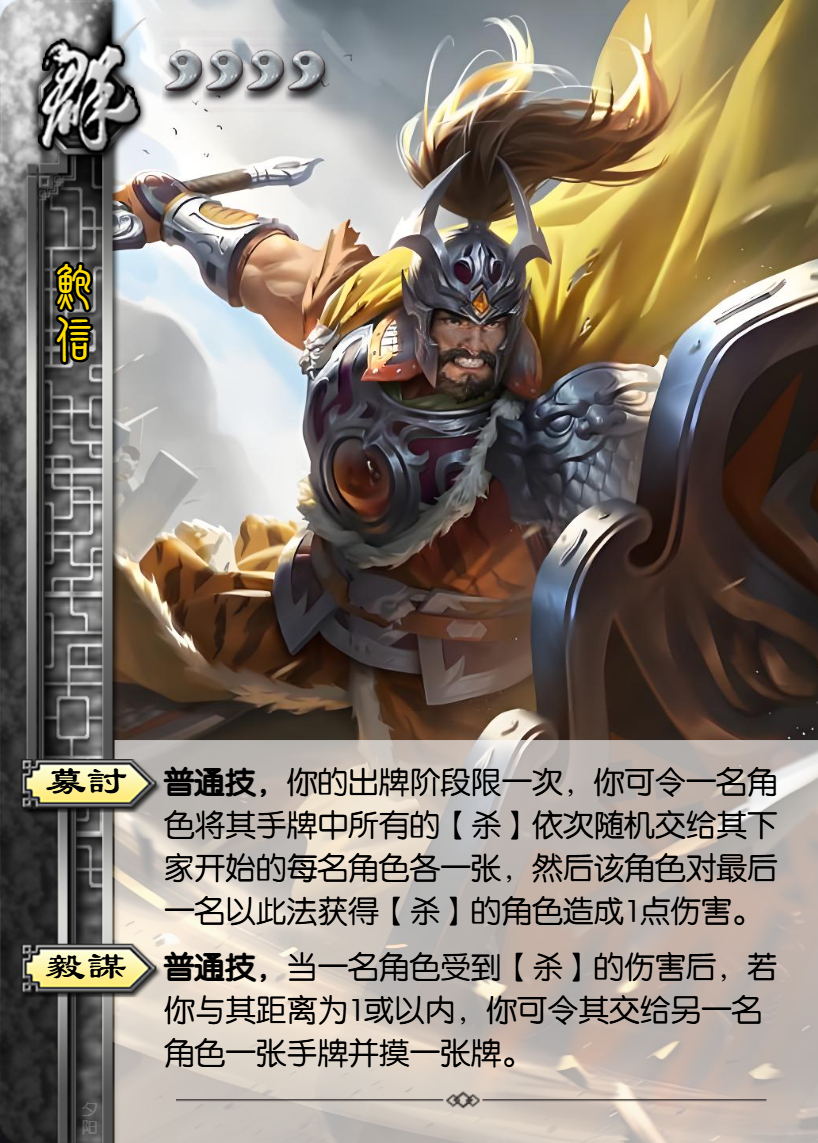 群
鮑信
募討
普通技，你的出牌阶段限一次，你可令一名角
色将其手牌中所有的【杀】依次随机交给其下
家开始的每名角色各一张，然后该角色对最后
一名以此法获得【杀】的角色造成1点伤害。
毅謀
普通技，当一名角色受到【杀】的伤害后，若
你与其距离为1或以内，你可令其交给另一名
角色一张手牌并摸一张牌。
夕阳